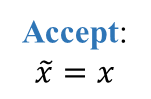 Accept:
x̃ = x